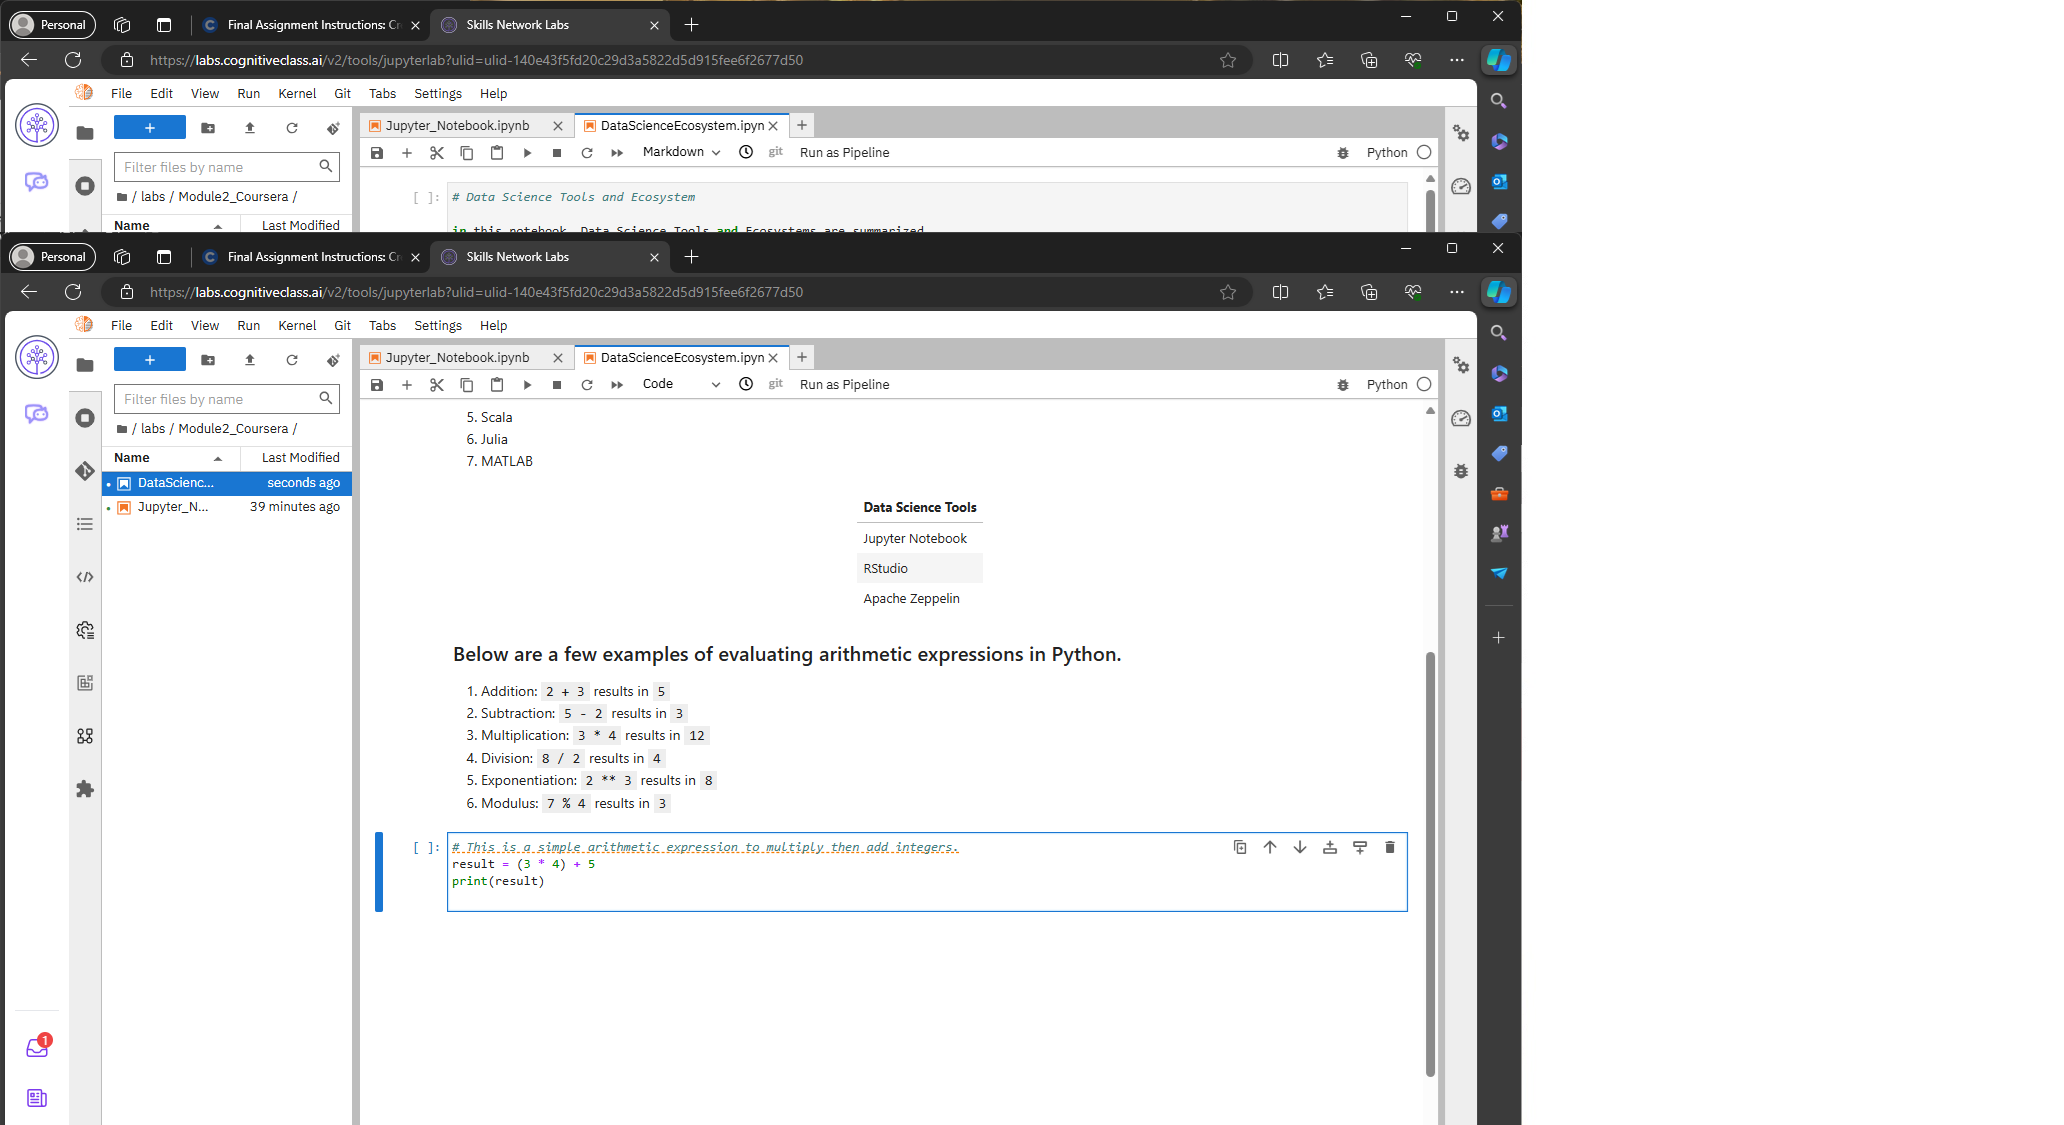 Personal
Final Assignment Instructions: Cr
Skills Network Labs
https://labs.cognitiveclass.ai/v2/tools/jupyterlab?ulid=ulid-140e43f5fd20c29d3a5822d5d915fee6f2677d50
File Edit View Run Kernel Git Tabs Settings Help
Jupyter_Notebook.ipynb
DataScienceEcosystem.ipyn
Markdown
git
Run as Pipeline
Python
Filter files by name
/ labs / Module2_Coursera /
Name
Last Modified
[ ]:
# Data Science Tools and Ecosystem
in this notebook, Data Science Tools and Ecosystems are summarized
Personal
Final Assignment Instructions: Cr
Skills Network Labs
https://labs.cognitiveclass.ai/v2/tools/jupyterlab?ulid=ulid-140e43f5fd20c29d3a5822d5d915fee6f2677d50
File Edit View Run Kernel Git Tabs Settings Help
Jupyter_Notebook.ipynb
DataScienceEcosystem.ipyn
Code
git
Run as Pipeline
Python
Filter files by name
/ labs / Module2_Coursera /
Name
Last Modified
DataScienc... seconds ago
Jupyter_N... 39 minutes ago
5. Scala
6. Julia
7. MATLAB
Data Science Tools
Jupyter Notebook
RStudio
Apache Zeppelin
Below are a few examples of evaluating arithmetic expressions in Python.
1. Addition: 2 + 3 results in 5
2. Subtraction: 5 - 2 results in 3
3. Multiplication: 3 * 4 results in 12
4. Division: 8 / 2 results in 4
5. Exponentiation: 2 ** 3 results in 8
6. Modulus: 7 % 4 results in 3
[ ]:
# This is a simple arithmetic expression to multiply then add integers.
result = (3 * 4) + 5
print(result)
1